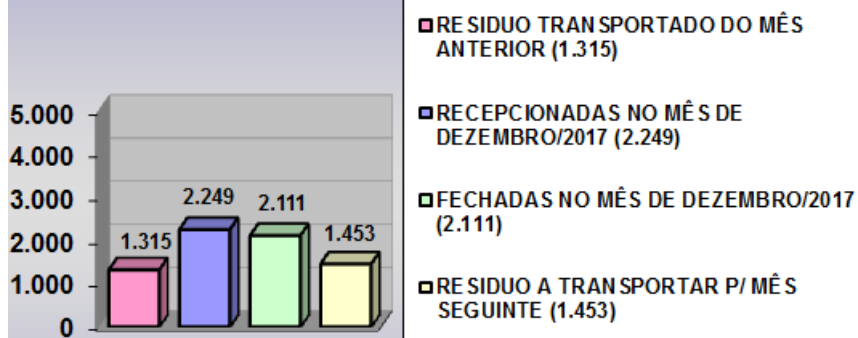 5.000
4.000
3.000
2.000
1.000
0
1.315
2.249
2.111
1.453
RESIDUO TRANSPORTADO DO MÊS
ANTERIOR (1.315)
RECEPCIONADAS NO MÊS DE
DEZEMBRO/2017 (2.249)
FECHADAS NO MÊS DE DEZEMBRO/2017
(2.111)
RESIDUO A TRANSPORTAR P/ MÊS
SEGUINTE (1.453)